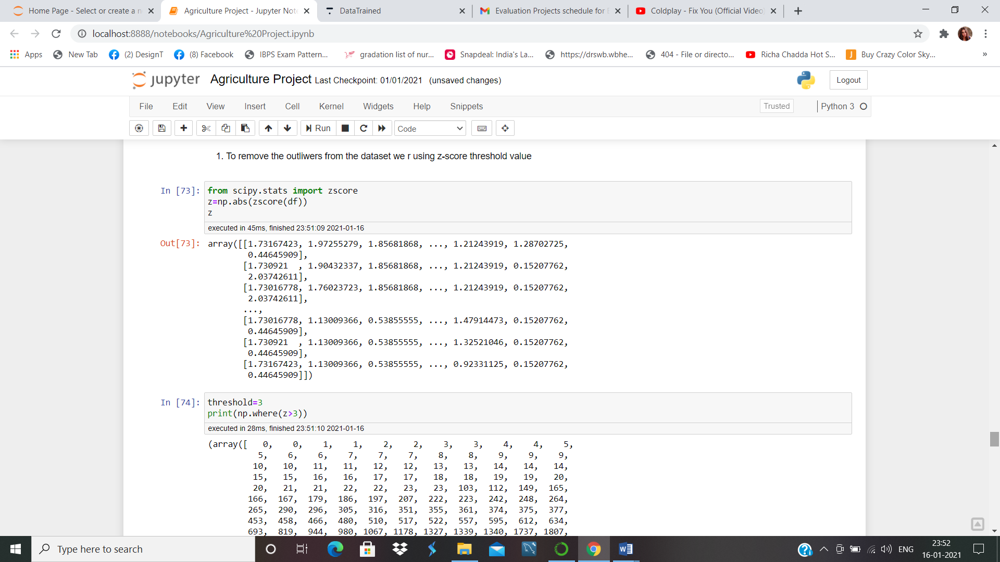 Home Page - Select or create a n
Agriculture Project - Jupyter Not
DataTrained
Evaluation Projects schedule for
Coldplay - Fix You (Official Video)
localhost:8888/notebooks/Agriculture%20Project.ipynb
Apps
New Tab
(2) DesignT
(8) Facebook
IBPS Exam Pattern...
gradation list of nur...
Snapdeal: India's La...
https://drswb.wbhe...
404 - File or directo...
Richa Chadda Hot S...
Buy Crazy Color Sky...
»
jupyter Agriculture Project Last Checkpoint: 01/01/2021 (unsaved changes)
Logout
File Edit View Insert Cell Kernel Widgets Help Snippets
Trusted
Python 3
Run
Code
1. To remove the outliwers from the dataset we r using z-score threshold value
In [73]: from scipy.stats import zscore
z=np.abs(zscore(df))
z
executed in 45ms, finished 23:51:09 2021-01-16
Out[73]: array([[1.73167423, 1.97255279, 1.85681868, ..., 1.21243919, 1.28702725,
0.44645909],
[1.730921  , 1.90432337, 1.85681868, ..., 1.21243919, 0.15207762,
2.03742611],
[1.73016778, 1.76023723, 1.85681868, ..., 1.21243919, 0.15207762,
2.03742611],
...,
[1.73016778, 1.13009366, 0.53855555, ..., 1.47914473, 0.15207762,
0.44645909],
[1.730921  , 1.13009366, 0.53855555, ..., 1.32521046, 0.15207762,
0.44645909],
[1.73167423, 1.13009366, 0.53855555, ..., 0.92331125, 0.15207762,
0.44645909]])
In [74]: threshold=3
print(np.where(z>3))
executed in 28ms, finished 23:51:10 2021-01-16
(array([ 0, 0, 1, 1, 2, 2, 3, 3, 4, 4, 5,
5, 6, 6, 7, 7, 7, 8, 8, 9, 9, 9,
10, 10, 11, 11, 12, 12, 13, 13, 14, 14, 14,
15, 15, 16, 16, 17, 17, 18, 18, 19, 19, 20,
20, 21, 21, 22, 22, 23, 23, 103, 112, 149, 165,
166, 167, 179, 186, 197, 207, 222, 223, 242, 248, 264,
265, 290, 296, 305, 316, 351, 355, 361, 374, 375, 377,
453, 458, 466, 480, 510, 517, 522, 557, 595, 612, 634,
693, 819, 944, 980, 1067, 1178, 1327, 1339, 1340, 1737, 1807,
Type here to search
ENG
23:52
16-01-2021